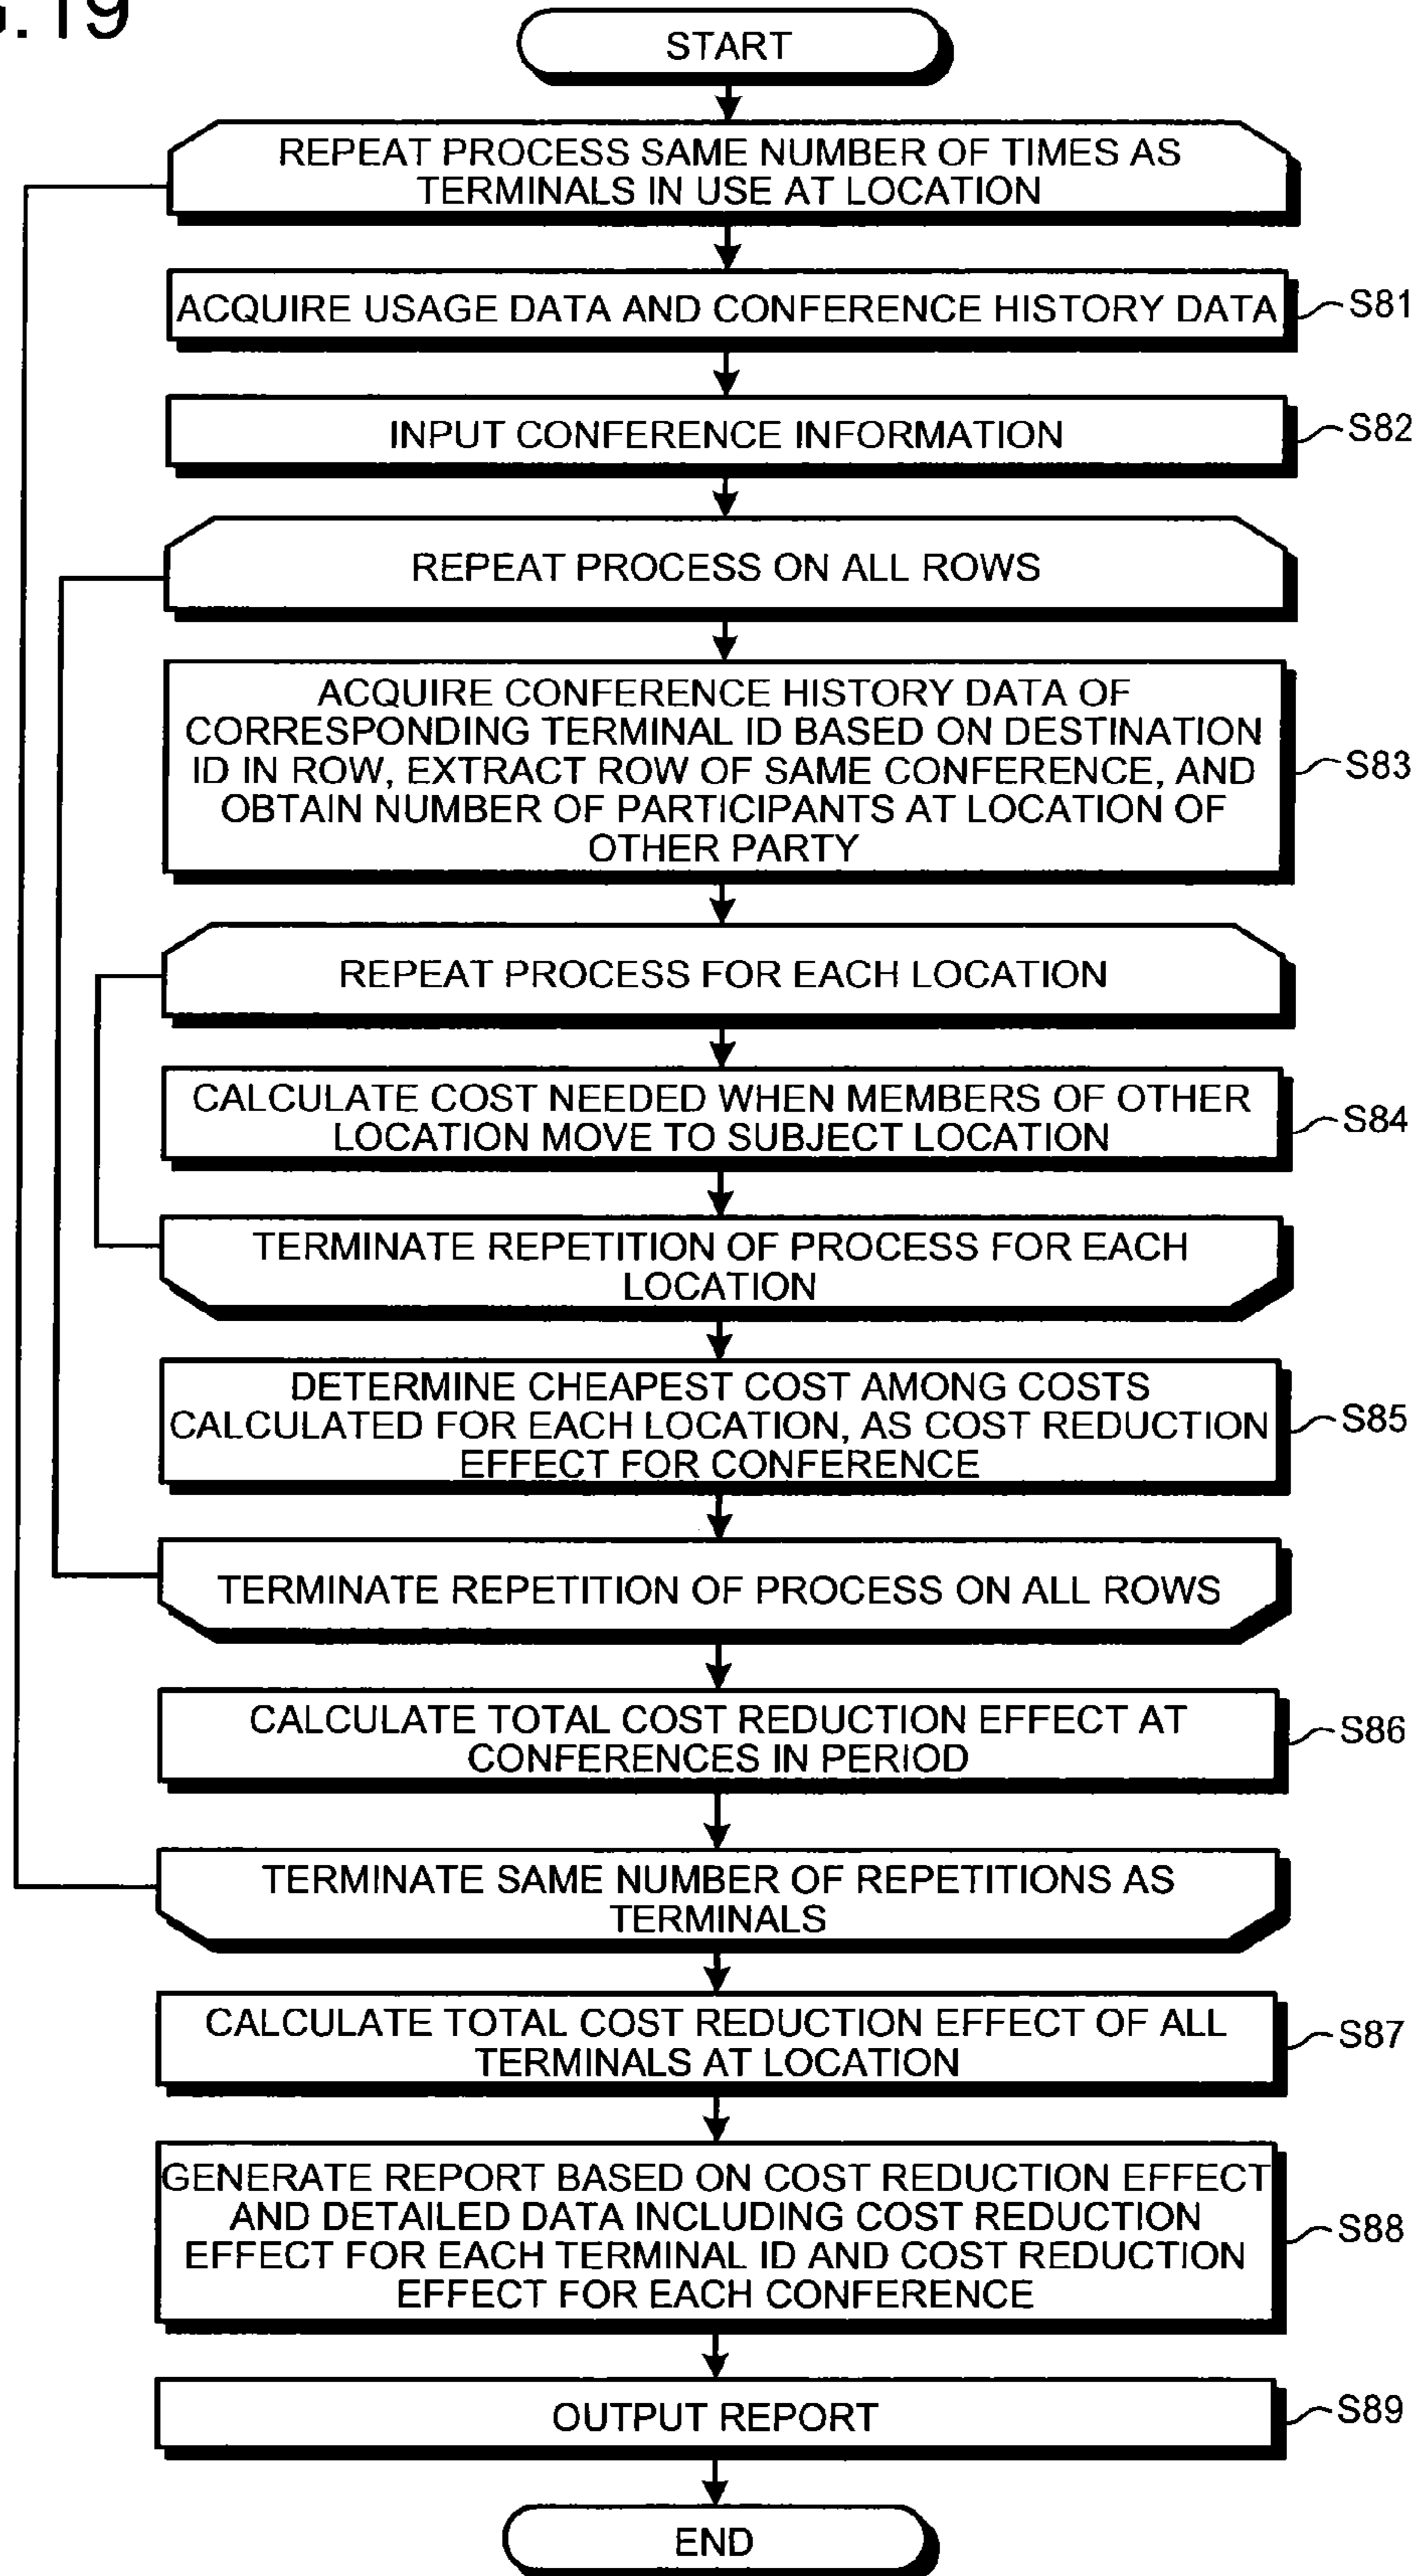 .19
START
REPEAT PROCESS SAME NUMBER OF TIMES AS
TERMINALS IN USE AT LOCATION
ACQUIRE USAGE DATA AND CONFERENCE HISTORY DATA
S81
INPUT CONFERENCE INFORMATION
S82
REPEAT PROCESS ON ALL ROWS
ACQUIRE CONFERENCE HISTORY DATA OF
CORRESPONDING TERMINAL ID BASED ON DESTINATION
ID IN ROW, EXTRACT ROW OF SAME CONFERENCE, AND
OBTAIN NUMBER OF PARTICIPANTS AT LOCATION OF
OTHER PARTY
S83
REPEAT PROCESS FOR EACH LOCATION
CALCULATE COST NEEDED WHEN MEMBERS OF OTHER
LOCATION MOVE TO SUBJECT LOCATION
S84
TERMINATE REPETITION OF PROCESS FOR EACH
LOCATION
DETERMINE CHEAPEST COST AMONG COSTS
CALCULATED FOR EACH LOCATION, AS COST REDUCTION
EFFECT FOR CONFERENCE
S85
TERMINATE REPETITION OF PROCESS ON ALL ROWS
CALCULATE TOTAL COST REDUCTION EFFECT AT
CONFERENCES IN PERIOD
S86
TERMINATE SAME NUMBER OF REPETITIONS AS
TERMINALS
CALCULATE TOTAL COST REDUCTION EFFECT OF ALL
TERMINALS AT LOCATION
S87
GENERATE REPORT BASED ON COST REDUCTION EFFECT
AND DETAILED DATA INCLUDING COST REDUCTION
EFFECT FOR EACH TERMINAL ID AND COST REDUCTION
EFFECT FOR EACH CONFERENCE
S88
OUTPUT REPORT
S89
END